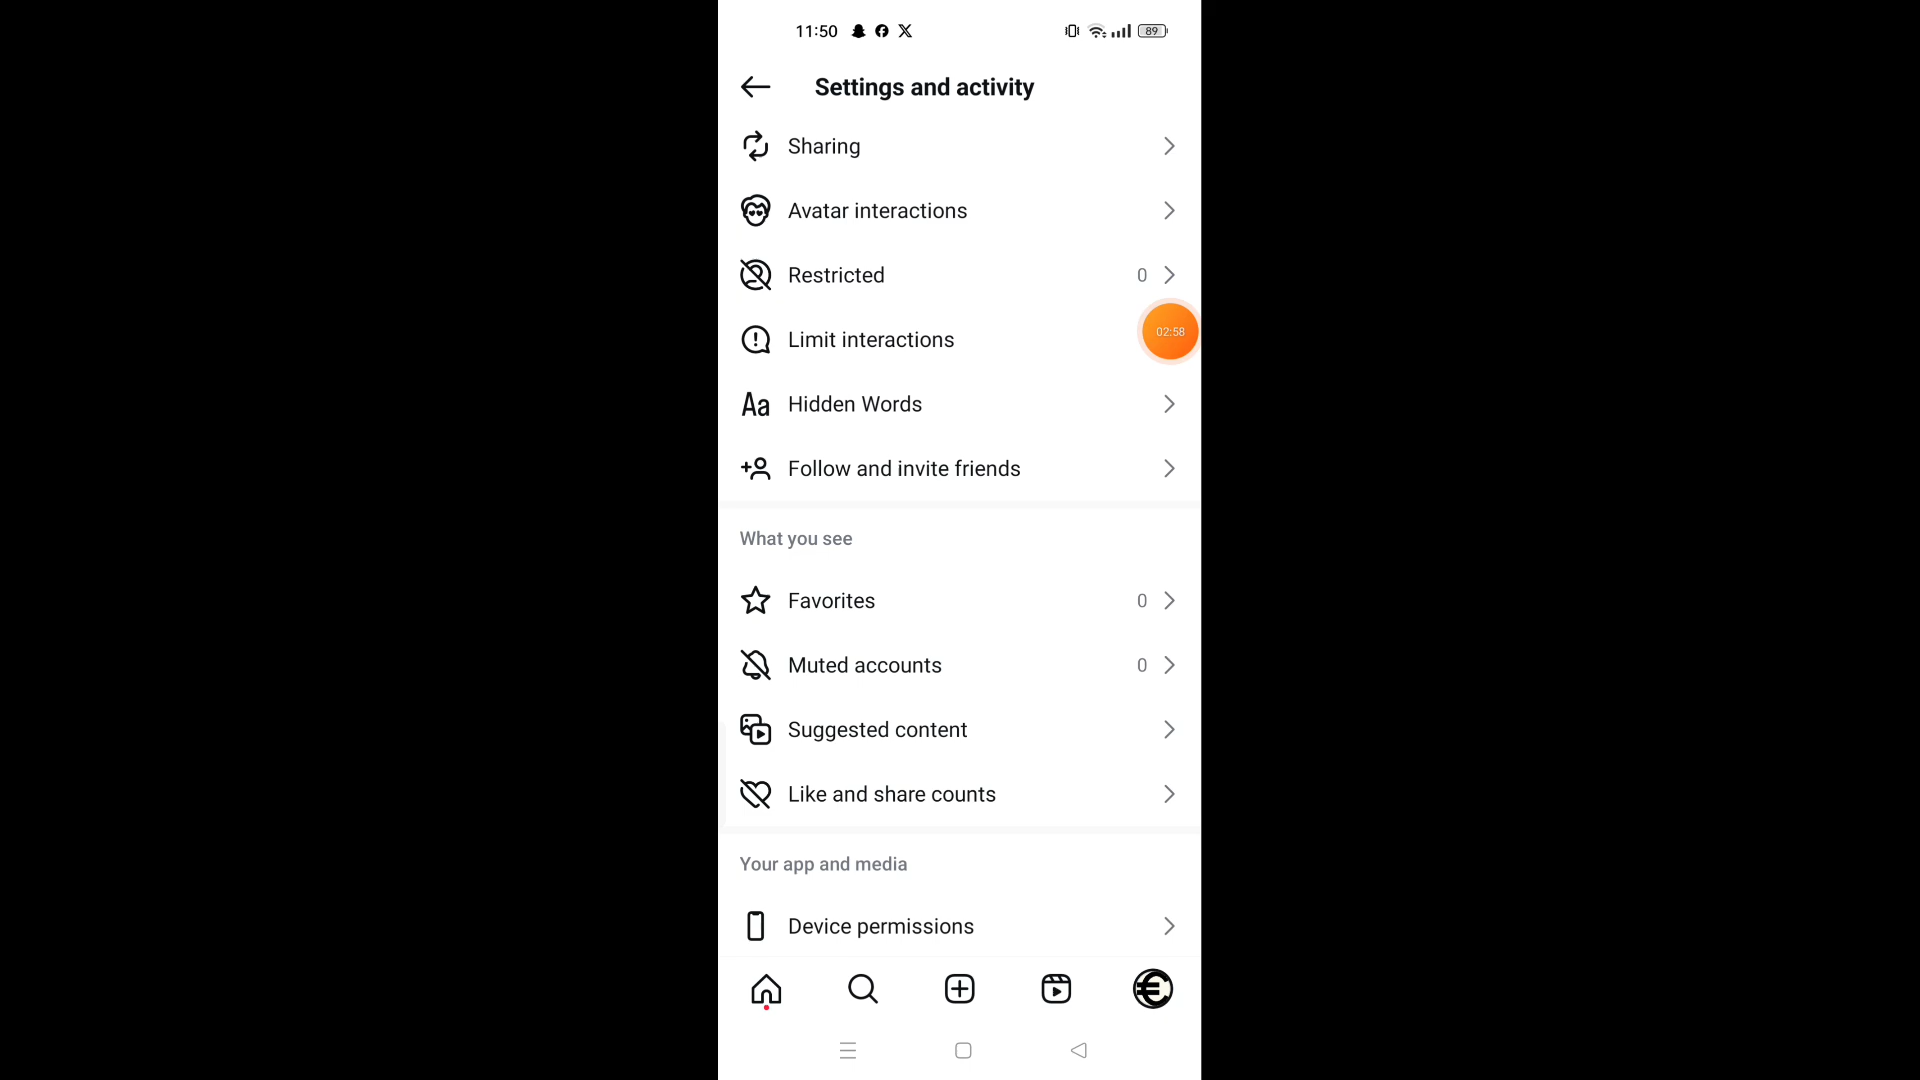 11:50
89
Settings and activity
Sharing
Avatar interactions
Restricted 0
02:58
Limit interactions
Aa Hidden Words
Follow and invite friends
What you see
Favorites 0
Muted accounts 0
Suggested content
Like and share counts
Your app and media
Device permissions